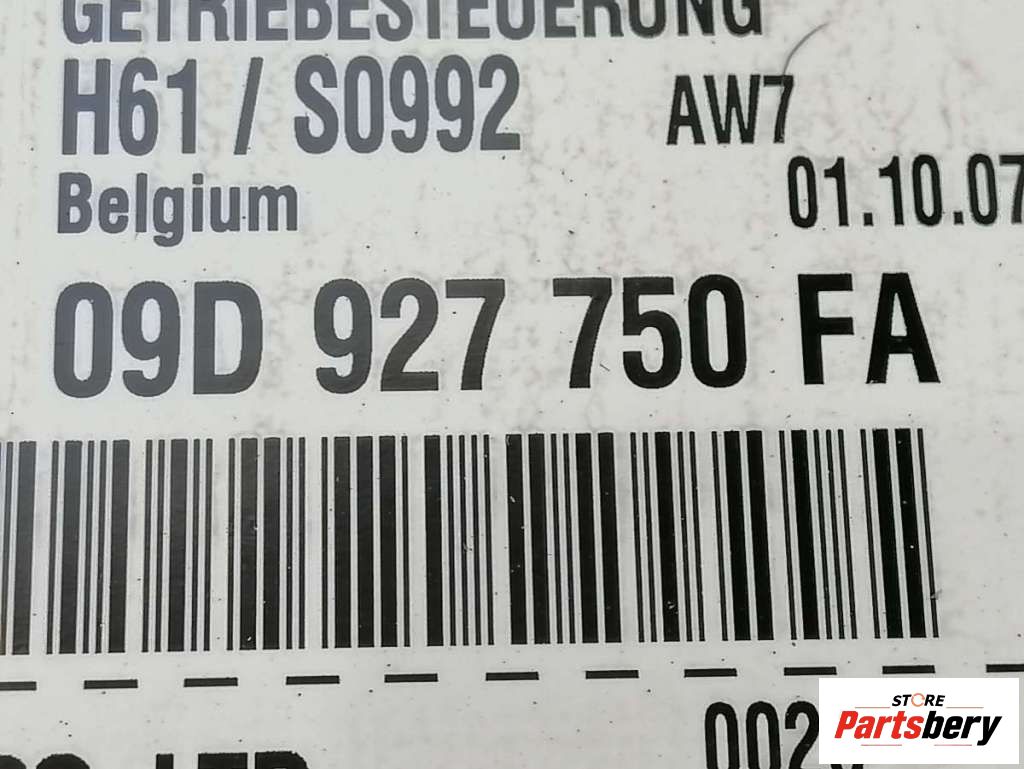 GETRIEBESTEUERUNG
H61 / S0992 AW7
Belgium 01.10.07
09D 927 750 FA
STORE
Partsbery